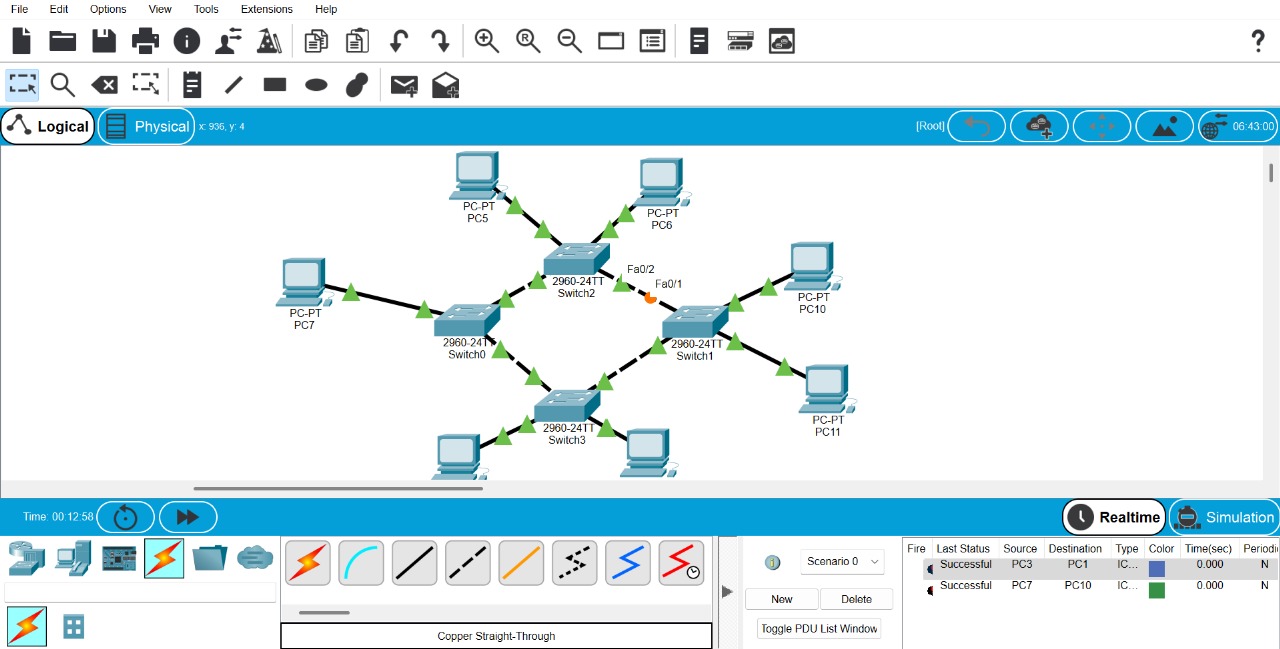 File Edit Options View Tools Extensions Help
Logical Physical x: 936, y: 4 [Root] 06:43:00
PC-PT
PC5
PC-PT
PC6
Fa0/2
Fa0/1
2960-24TT
Switch2
PC-PT
PC7
PC-PT
PC10
2960-24TT
Switch0
2960-24TT
Switch1
PC-PT
PC11
2960-24TT
Switch3
Time: 00:12:58 Realtime Simulation
Scenario 0
New Delete
Toggle PDU List Window
Copper Straight-Through
Fire Last Status Source Destination Type Color Time(sec) Periodi
Successful PC3 PC1 IC... 0.000 N
Successful PC7 PC10 IC... 0.000 N